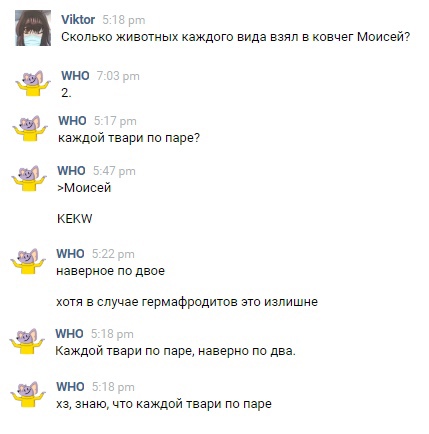 Viktor 5:18 pm
Сколько животных каждого вида взял в ковчег Моисей?
WHO 7:03 pm
2.
WHO 5:17 pm
каждой твари по паре?
WHO 5:47 pm
>Моисей
KEKW
WHO 5:22 pm
наверное по двое
хотя в случае гермафродитов это излишне
WHO 5:18 pm
Каждой твари по паре, наверно по два.
WHO 5:18 pm
хз, знаю, что каждой твари по паре